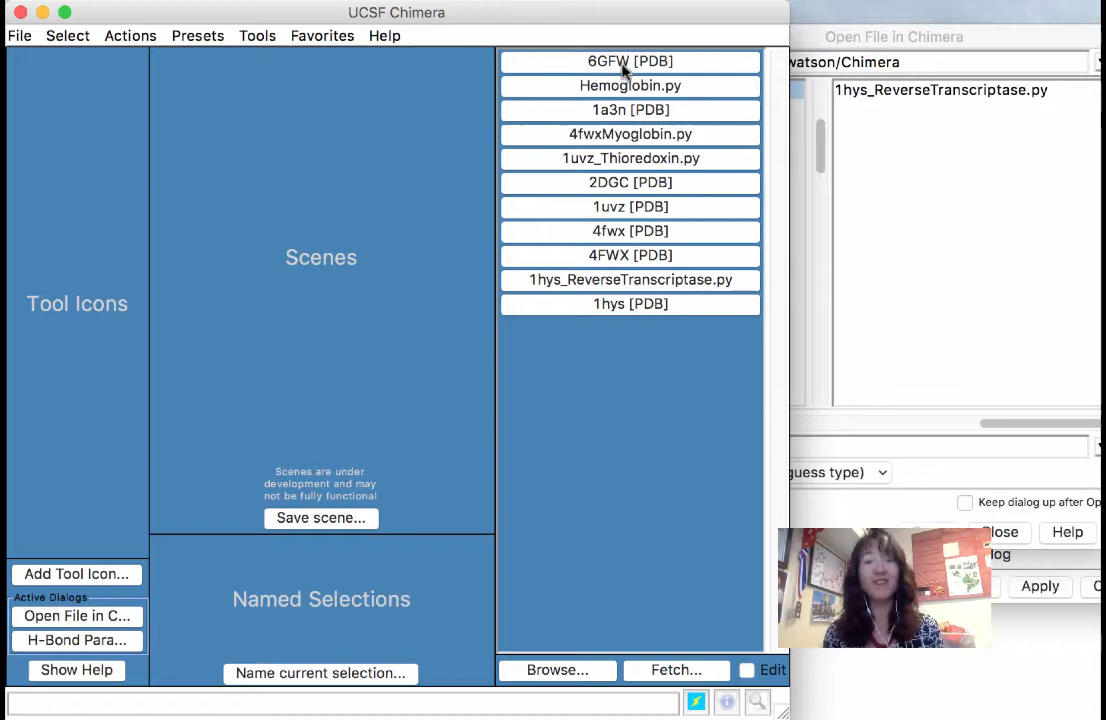 UCSF Chimera
File Select Actions Presets Tools Favorites Help
Tool Icons
Scenes
Scenes are under
development and may
not be fully functional
Save scene...
Named Selections
Name current selection...
Add Tool Icon...
Active Dialogs
Open File in C...
H-Bond Para...
Show Help
6GFW [PDB]
Hemoglobin.py
1a3n [PDB]
4fwxMyoglobin.py
1uvz_Thioredoxin.py
2DGC [PDB]
1uvz [PDB]
4fwx [PDB]
4FWX [PDB]
1hys_ReverseTranscriptase.py
1hys [PDB]
Browse... Fetch... Edit
Open File in Chimera
watson/Chimera
1hys_ReverseTranscriptase.py
guess type)
Keep dialog up after Op
Close Help
log
Apply C